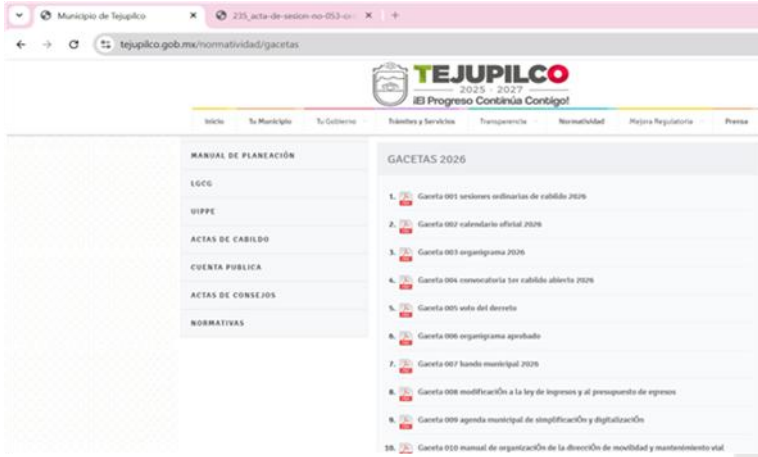 Municipio de Tejupilco
235_acta-de-sesion-no-053-ord
tejupilco.gob.mx/normatividad/gacetas
TEJUPILCO
2025 - 2027
¡El Progreso Continúa Contigo!
Inicio Tu Municipio Tu Gobierno Trámites y Servicios Transparencia Normatividad Mejora Regulatoria Prensa
MANUAL DE PLANEACIÓN
LGCG
UIPPE
ACTAS DE CABILDO
CUENTA PUBLICA
ACTAS DE CONSEJOS
NORMATIVAS
GACETAS 2026
1. Gaceta 001 sesiones ordinarias de cabildo 2026
2. Gaceta 002 calendario oficial 2026
3. Gaceta 003 organigrama 2026
4. Gaceta 004 convocatoria 1er cabildo abierto 2026
5. Gaceta 005 voto del decreto
6. Gaceta 006 organigrama aprobado
7. Gaceta 007 bando municipal 2026
8. Gaceta 008 modificaciÓn a la ley de ingresos y al presupuesto de egresos
9. Gaceta 009 agenda municipal de simplificaciÓn y digitalizaciÓn
10. Gaceta 010 manual de organizaciÓn de la direcciÓn de movilidad y mantenimiento vial